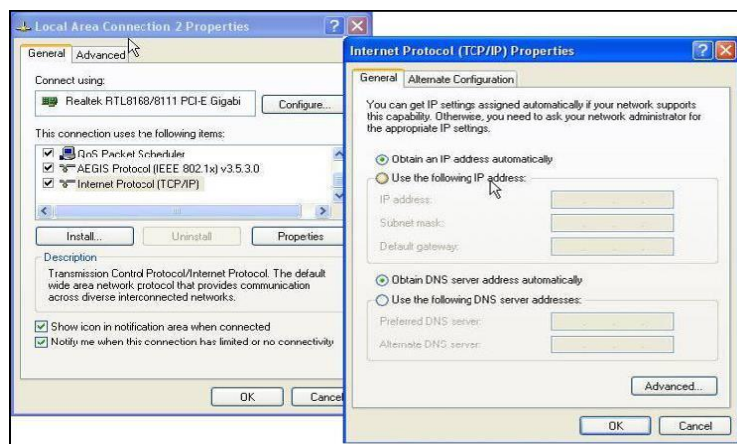 Local Area Connection 2 Properties
General
Advanced
Connect using:
Realtek RTL8168/8111 PCI-E Gigabi
Configure...
This connection uses the following items:
QoS Packet Scheduler
AEGIS Protocol (IEEE 802.1x) v3.5.3.0
Internet Protocol (TCP/IP)
Install...
Uninstall
Properties
Description
Transmission Control Protocol/Internet Protocol. The default
wide area network protocol that provides communication
across diverse interconnected networks.
Show icon in notification area when connected
Notify me when this connection has limited or no connectivity
OK
Cancel
Internet Protocol (TCP/IP) Properties
General
Alternate Configuration
You can get IP settings assigned automatically if your network supports
this capability. Otherwise, you need to ask your network administrator for
the appropriate IP settings.
Obtain an IP address automatically
Use the following IP address:
IP address:
Subnet mask:
Default gateway:
Obtain DNS server address automatically
Use the following DNS server addresses:
Preferred DNS server:
Alternate DNS server:
Advanced...
OK
Cancel